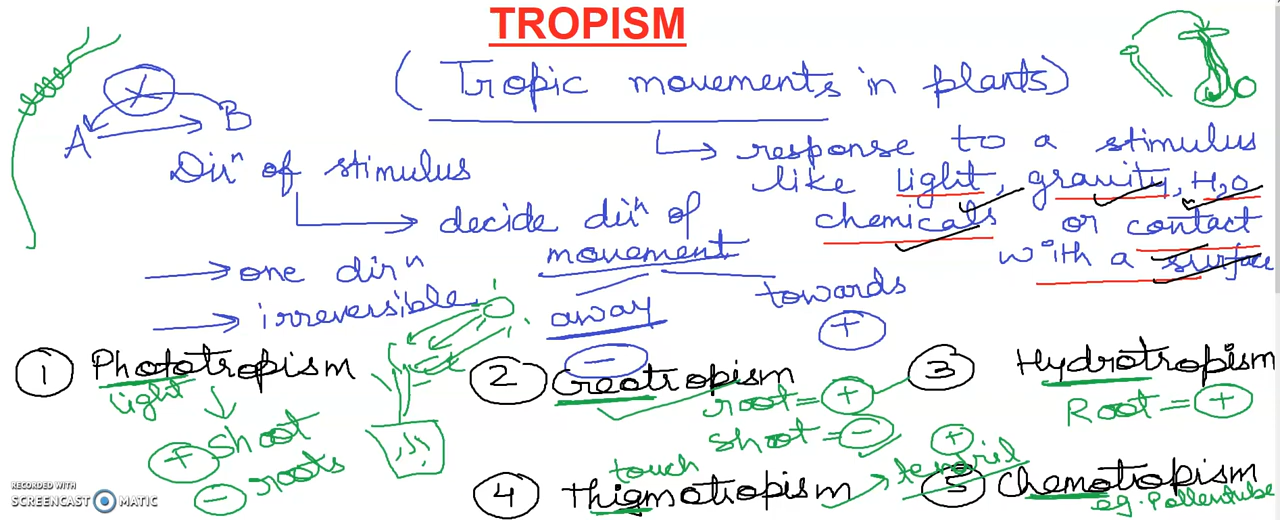 TROPISM
( Tropic movements in plants)
A B
Dirⁿ of stimulus
↳ response to a stimulus
like light, gravity, H₂O
chemicals or contact
with a surface
→ decide dirⁿ of
movement
→ one dirⁿ
→ irreversible
away
⊖
towards
⊕
① Phototropism
light
⊕ shoot
⊖ roots
② Geotropism
root = ⊕
shoot = ⊖
③ Hydrotropism
Root = ⊕
④ Thigmotropism
touch
⊕
tendril
⑤ Chemotropism
eg. Pollentube
RECORDED WITH
SCREENCAST MATIC